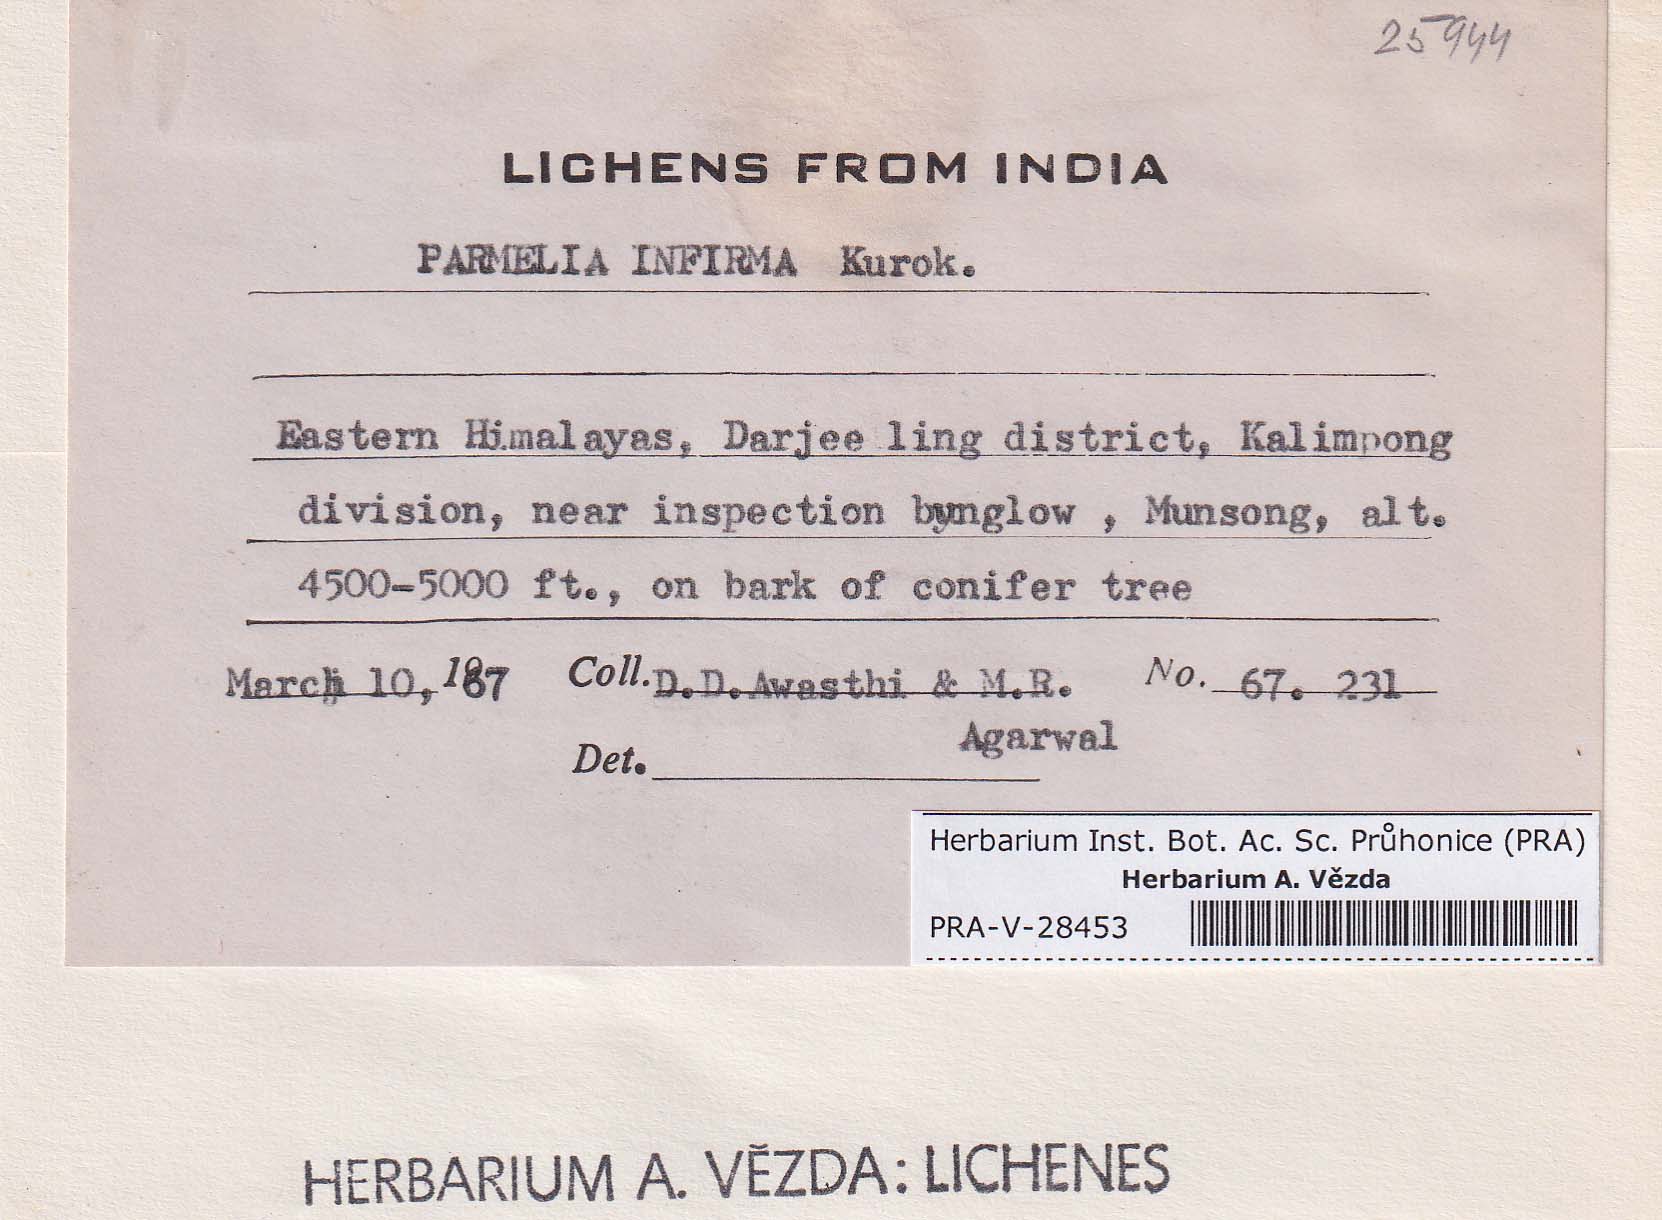 25944
LICHENS FROM INDIA
PARMELIA INFIRMA Kurok.
Eastern Himalayas, Darjee ling district, Kalimpong
division, near inspection bunglow , Munsong, alt.
4500-5000 ft., on bark of conifer tree
March 10, 1967 Coll. D.D.Awasthi & M.R. No. 67. 231
Agarwal
Det.
Herbarium Inst. Bot. Ac. Sc. Průhonice (PRA)
Herbarium A. Vězda
PRA-V-28453
HERBARIUM A. VĚZDA: LICHENES